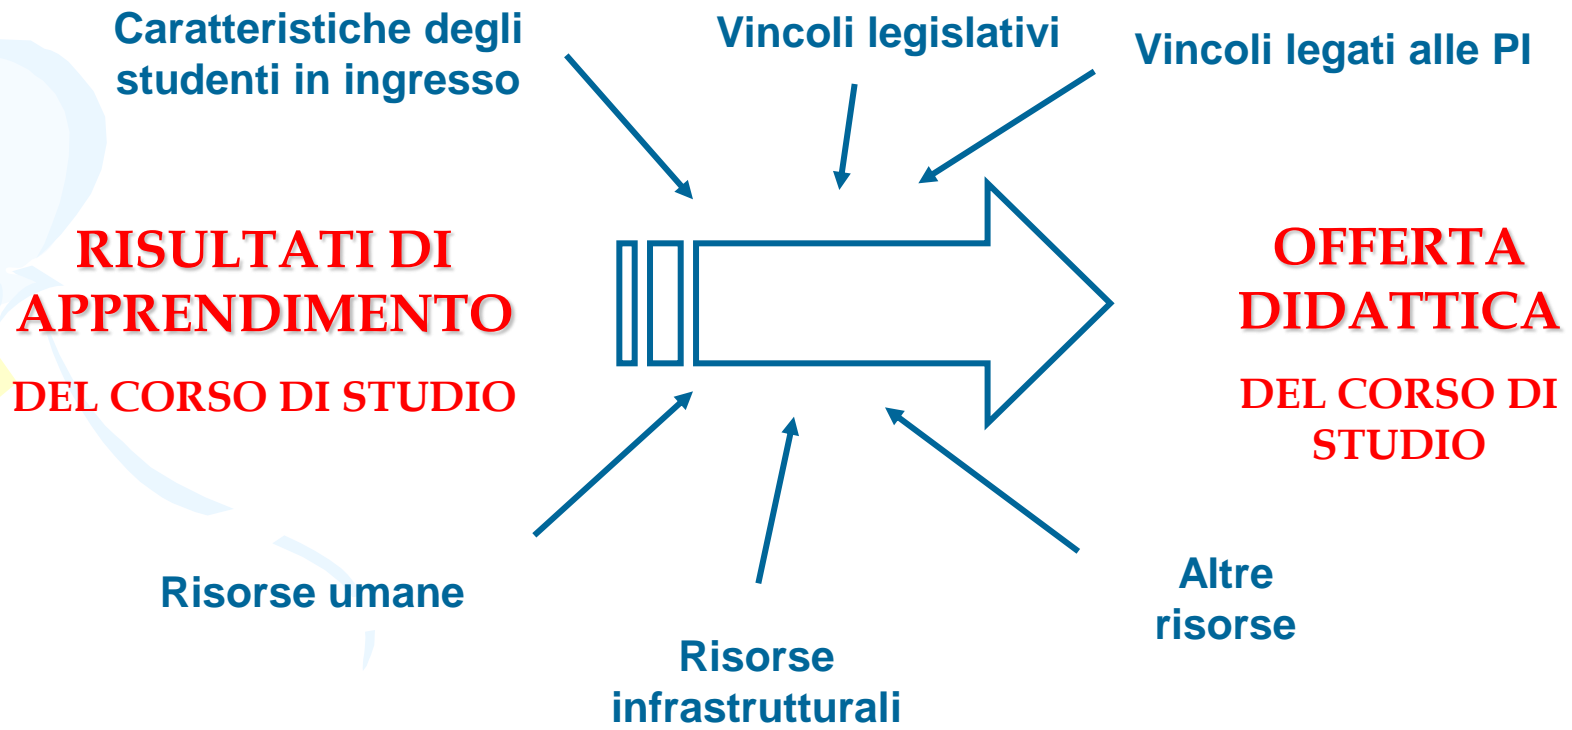 Caratteristiche degli
studenti in ingresso
Vincoli legislativi
Vincoli legati alle PI
RISULTATI DI
APPRENDIMENTO
DEL CORSO DI STUDIO
OFFERTA
DIDATTICA
DEL CORSO DI
STUDIO
Risorse umane
Risorse
infrastrutturali
Altre
risorse